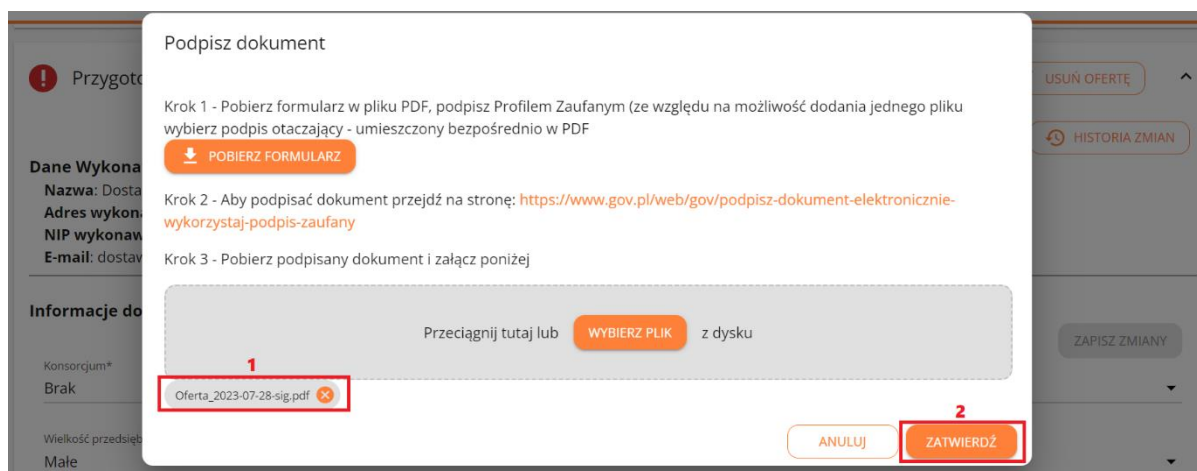 Podpisz dokument
Przygoto
USUŃ OFERTĘ
Krok 1 - Pobierz formularz w pliku PDF, podpisz Profilem Zaufanym (ze względu na możliwość dodania jednego pliku
wybierz podpis otaczający - umieszczony bezpośrednio w PDF
HISTORIA ZMIAN
POBIERZ FORMULARZ
Dane Wykona
Nazwa: Dosta
Adres wykona
NIP wykonaw
E-mail: dostaw
Krok 2 - Aby podpisać dokument przejdź na stronę: https://www.gov.pl/web/gov/podpisz-dokument-elektronicznie-
wykorzystaj-podpis-zaufany
Krok 3 - Pobierz podpisany dokument i załącz poniżej
Informacje do
Przeciągnij tutaj lub WYBIERZ PLIK z dysku
ZAPISZ ZMIANY
Konsorcjum*
Brak
1
Oferta_2023-07-28-sig.pdf
2
ANULUJ ZATWIERDŹ
Wielkość przedsięb
Małe